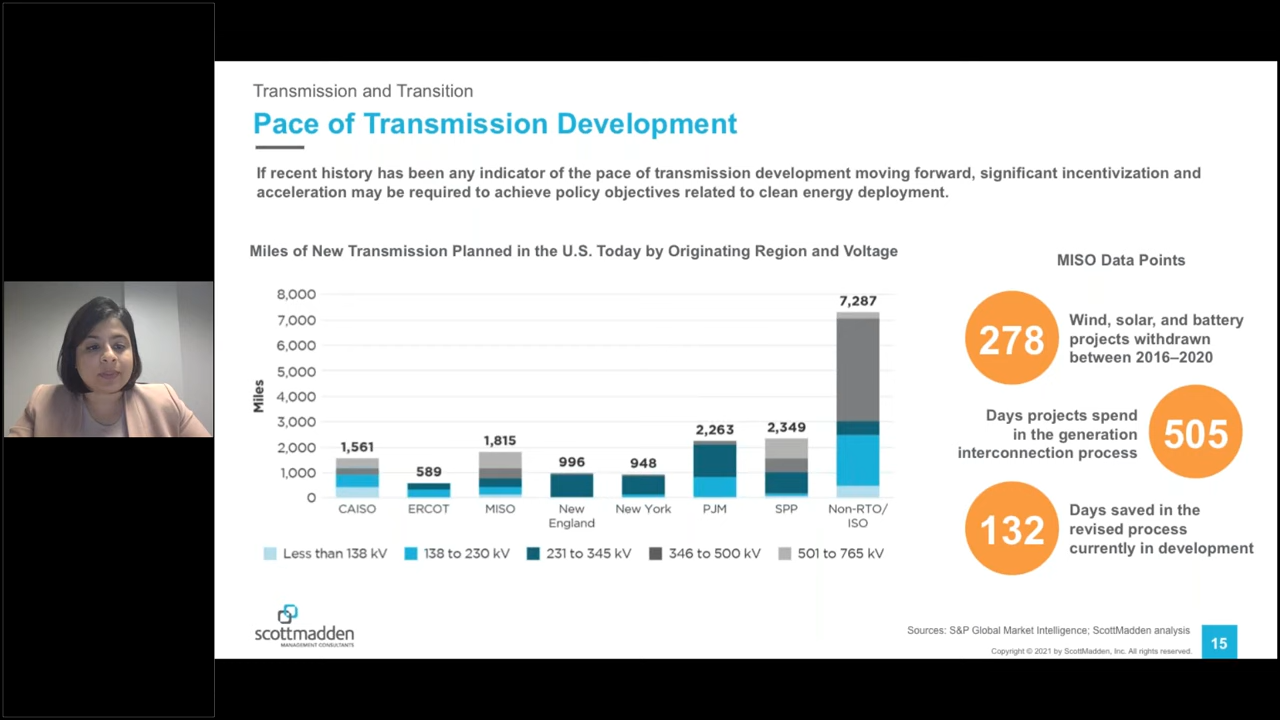 Transmission and Transition
Pace of Transmission Development
If recent history has been any indicator of the pace of transmission development moving forward, significant incentivization and
acceleration may be required to achieve policy objectives related to clean energy deployment.
Miles of New Transmission Planned in the U.S. Today by Originating Region and Voltage
Miles
8,000
7,000
6,000
5,000
4,000
3,000
2,000
1,000
0
1,561
589
1,815
996
948
2,263
2,349
7,287
CAISO
ERCOT
MISO
New
England
New York
PJM
SPP
Non-RTO/
ISO
Less than 138 kV
138 to 230 kV
231 to 345 kV
346 to 500 kV
501 to 765 kV
MISO Data Points
278
Wind, solar, and battery
projects withdrawn
between 2016–2020
Days projects spend
in the generation
interconnection process
505
132
Days saved in the
revised process
currently in development
scottmadden
MANAGEMENT CONSULTANTS
Sources: S&P Global Market Intelligence; ScottMadden analysis
Copyright © 2021 by ScottMadden, Inc. All rights reserved.
15